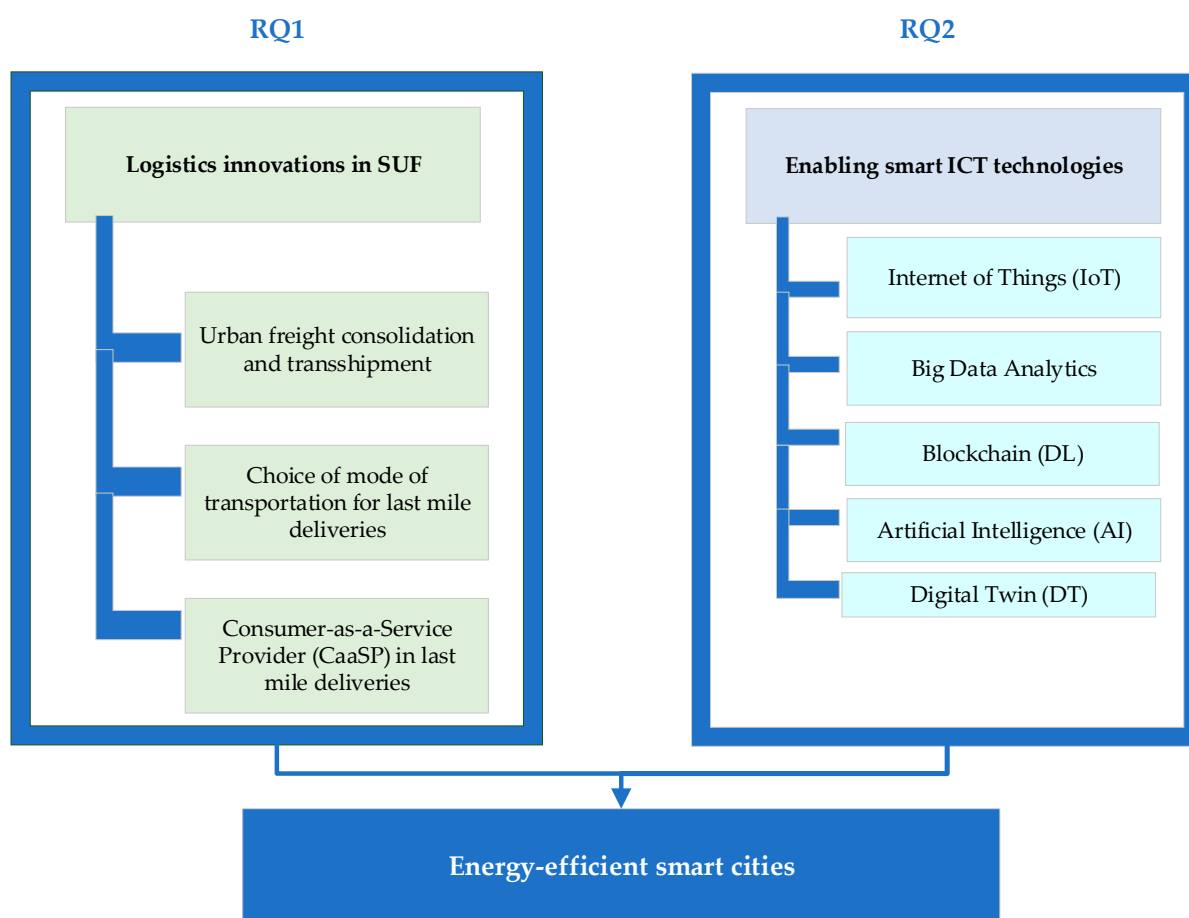 RQ1
Logistics innovations in SUF
Urban freight consolidation
and transshipment
Choice of mode of
transportation for last mile
deliveries
Consumer-as-a-Service
Provider (CaaSP) in last
mile deliveries
RQ2
Enabling smart ICT technologies
Internet of Things (IoT)
Big Data Analytics
Blockchain (DL)
Artificial Intelligence (AI)
Digital Twin (DT)
Energy-efficient smart cities